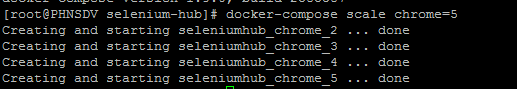 [root@PHNSDV selenium-hub]# docker-compose scale chrome=5
Creating and starting seleniumhub_chrome_2 ... done
Creating and starting seleniumhub_chrome_3 ... done
Creating and starting seleniumhub_chrome_4 ... done
Creating and starting seleniumhub_chrome_5 ... done